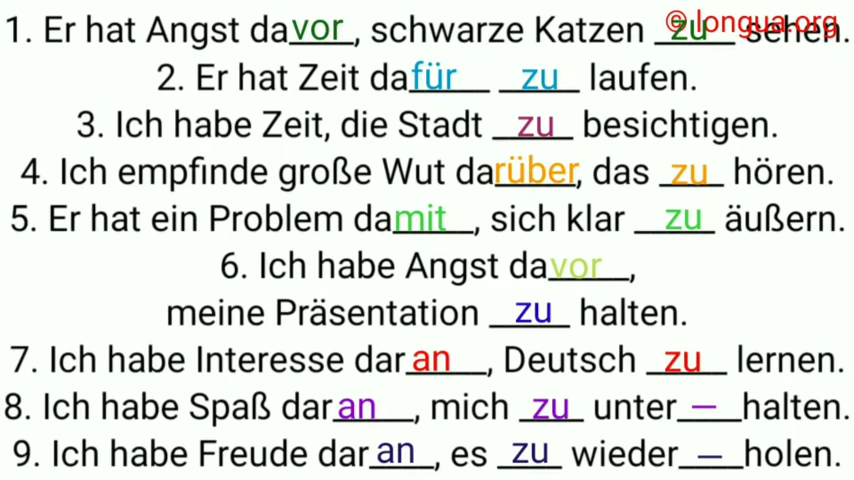 © longua.org
1. Er hat Angst davor, schwarze Katzen zu sehen.
2. Er hat Zeit dafür zu laufen.
3. Ich habe Zeit, die Stadt zu besichtigen.
4. Ich empfinde große Wut darüber, das zu hören.
5. Er hat ein Problem damit, sich klar zu äußern.
6. Ich habe Angst davor,
meine Präsentation zu halten.
7. Ich habe Interesse daran, Deutsch zu lernen.
8. Ich habe Spaß daran, mich zu unter–halten.
9. Ich habe Freude daran, es zu wieder–holen.